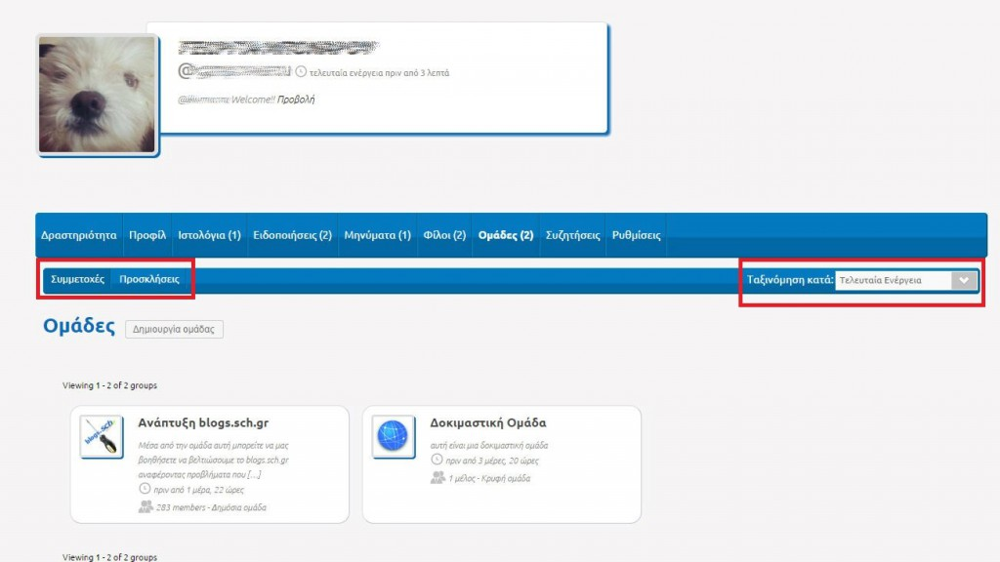 τελευταία ενέργεια πριν από 3 λεπτά
Welcome!! Προβολή
Δραστηριότητα Προφίλ Ιστολόγια (1) Ειδοποιήσεις (2) Μηνύματα (1) Φίλοι (2) Ομάδες (2) Συζητήσεις Ρυθμίσεις
Συμμετοχές Προσκλήσεις Ταξινόμηση κατά: Τελευταία Ενέργεια
Ομάδες Δημιουργία ομάδας
Viewing 1 - 2 of 2 groups
Ανάπτυξη blogs.sch.gr
blogs.sch.
Μέσα από την ομάδα αυτή μπορείτε να μας
βοηθήσετε να βελτιώσουμε το blogs.sch.gr
αναφέροντας προβλήματα που [...]
πριν από 1 μέρα, 22 ώρες
283 members - Δημόσια ομάδα
Δοκιμαστική Ομάδα
αυτή είναι μια δοκιμαστική ομάδα
πριν από 3 μέρες, 20 ώρες
1 μέλος - Κρυφή ομάδα
Viewing 1 - 2 of 2 groups